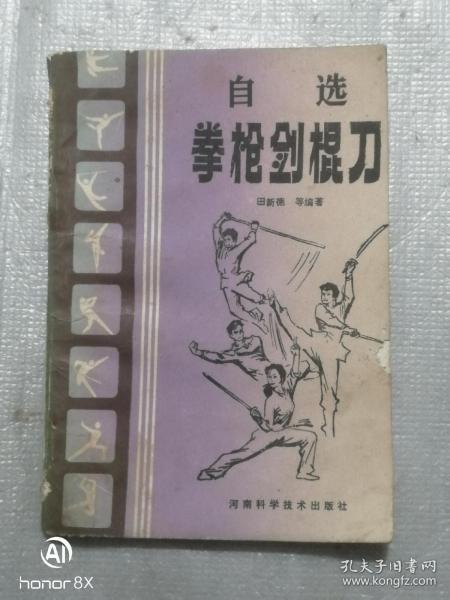 自选
拳枪剑棍刀
田新德 等编著
河南科学技术出版社
AI
honor 8X
孔夫子旧书网
www.kongfz.com